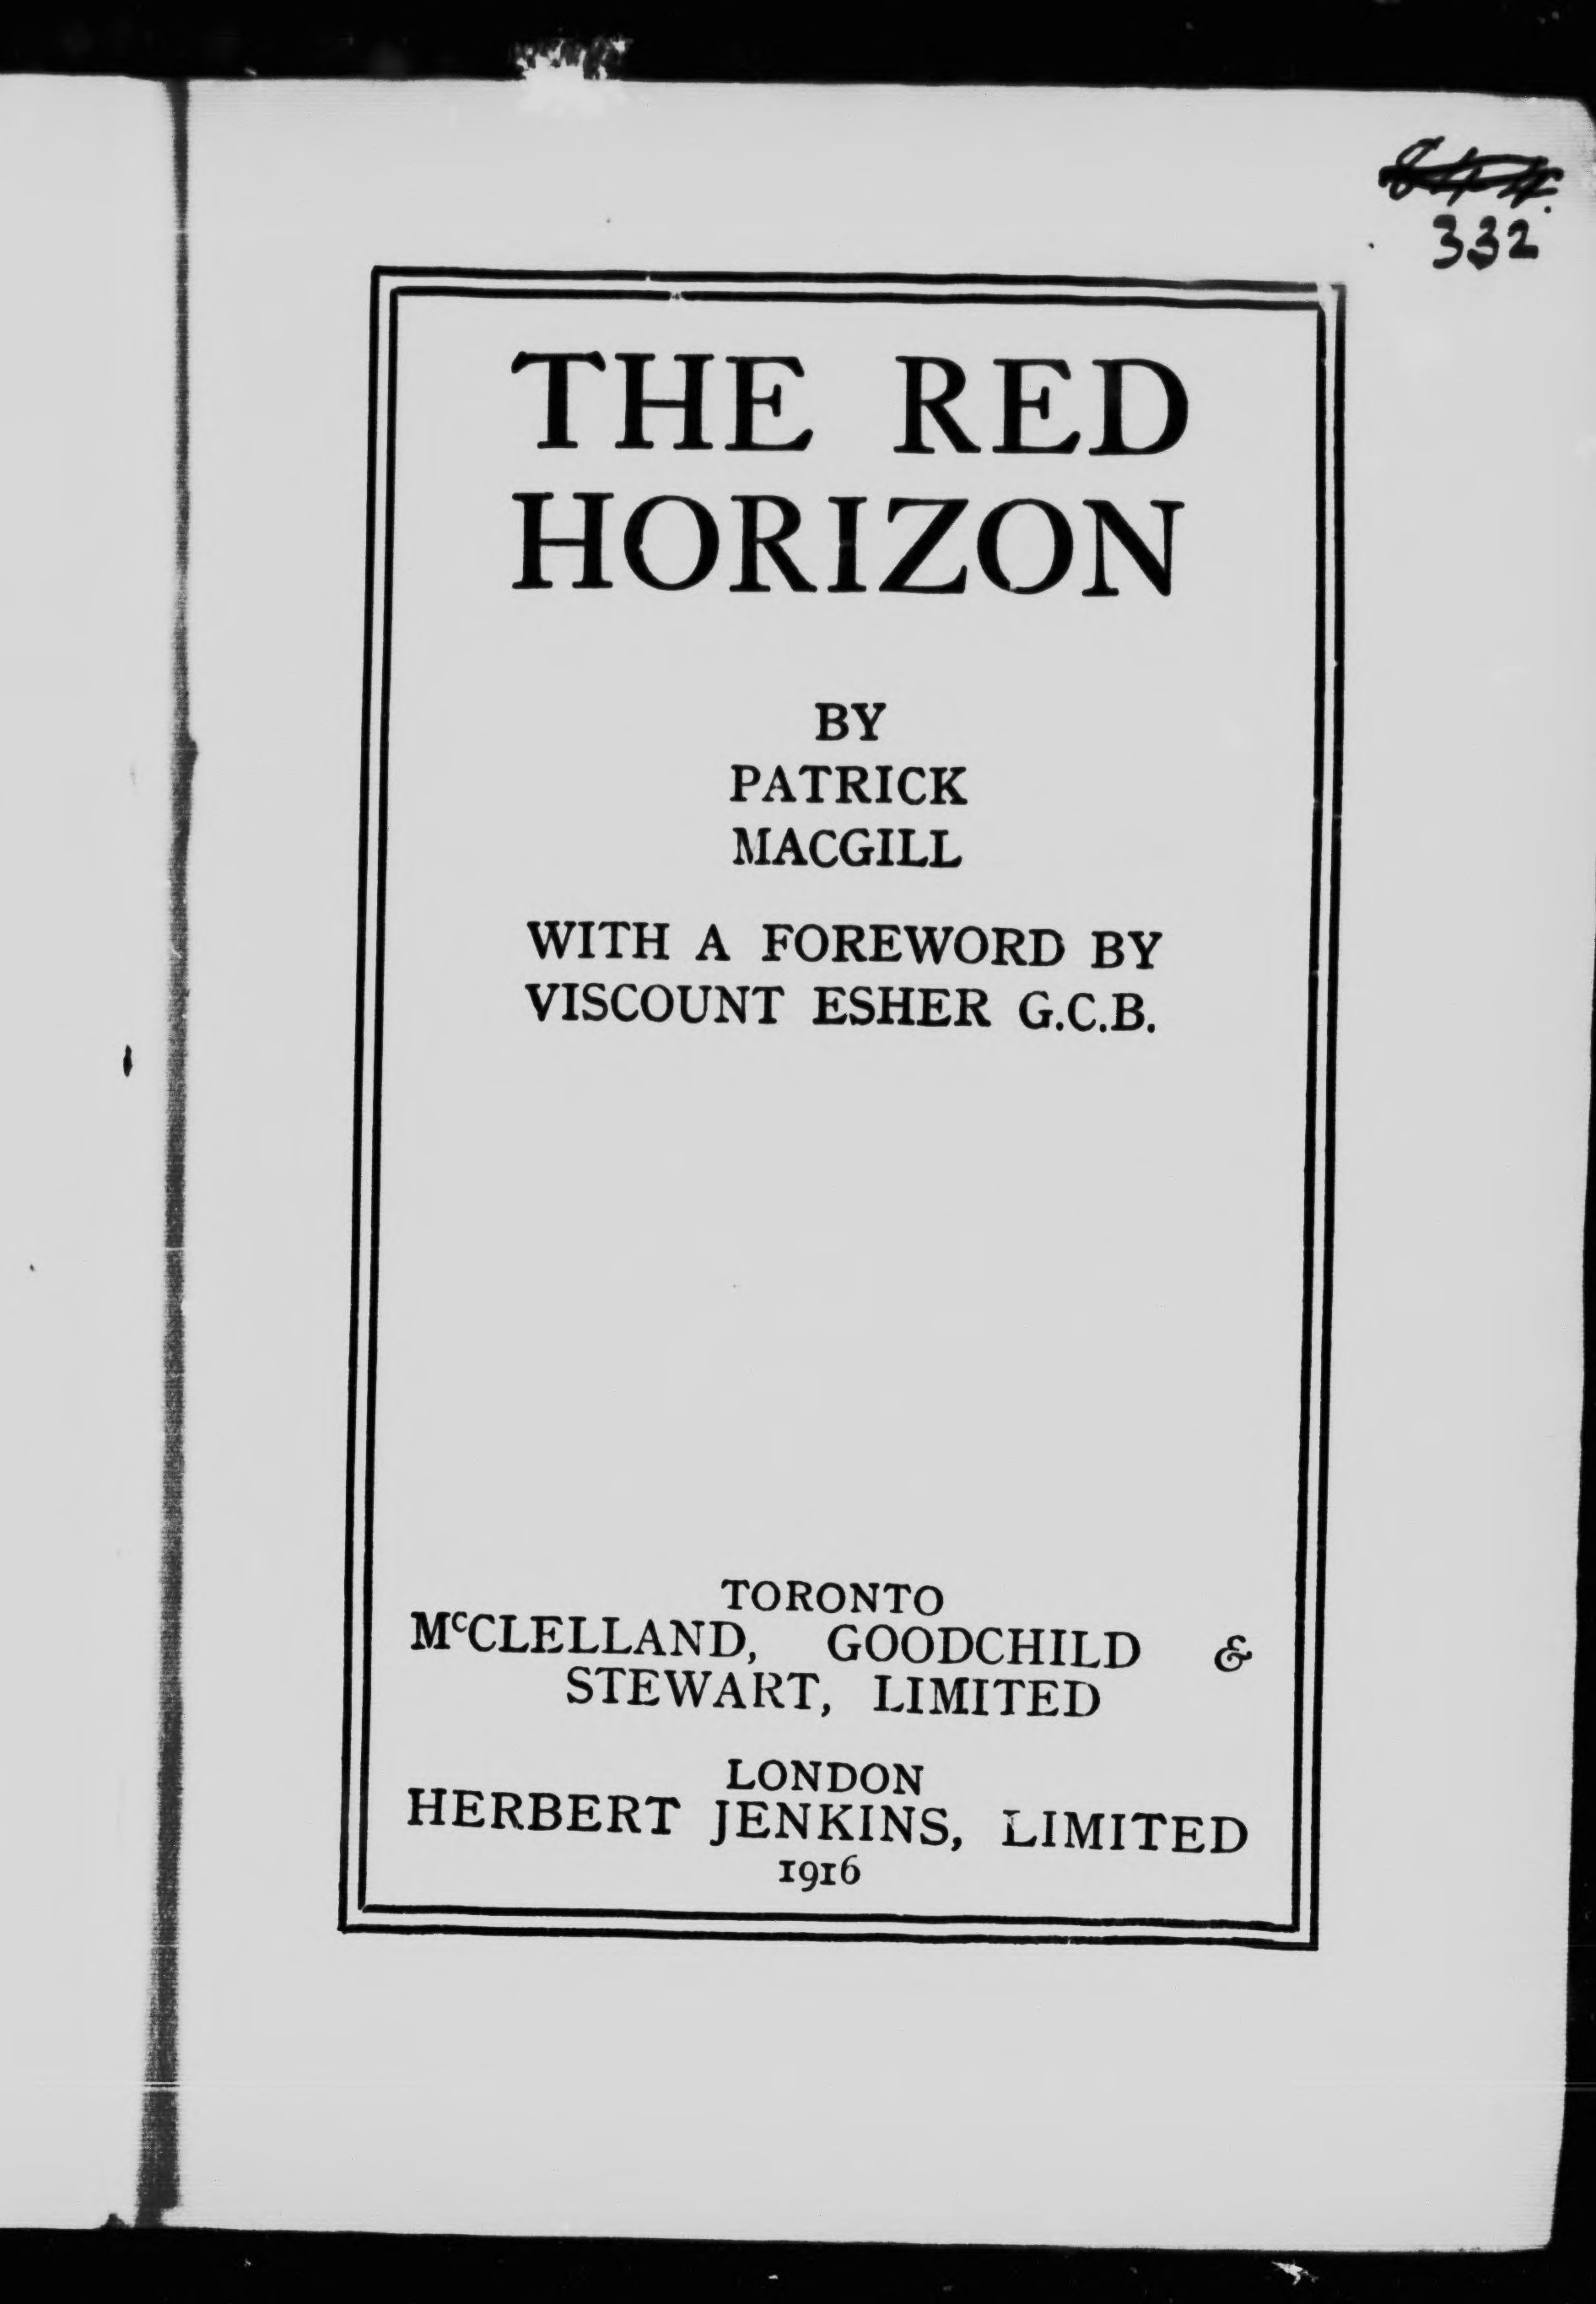 332
THE RED
HORIZON
BY
PATRICK
MACGILL
WITH A FOREWORD BY
VISCOUNT ESHER G.C.B.
TORONTO
McCLELLAND, GOODCHILD &
STEWART, LIMITED
LONDON
HERBERT JENKINS, LIMITED
1916